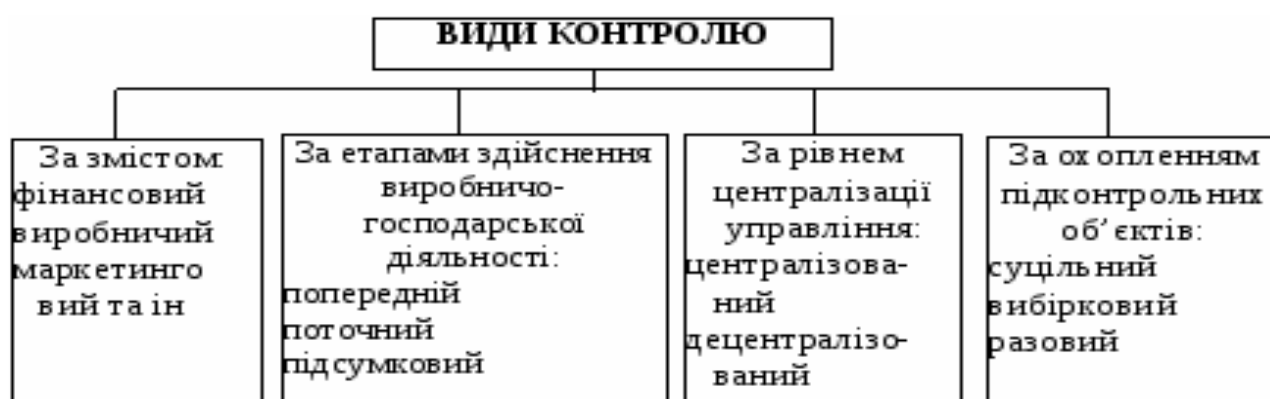 ВИДИ КОНТРОЛЮ
За змістом:
фінансовий
виробничий
маркетинго
вий та ін
За етапами здійснення
виробничо-
господарської
діяльності:
попередній
поточний
підсумковий
За рівнем
централізації
управління:
централізова-
ний
децентралізо-
ваний
За охопленням
підконтрольних
об’єктів:
суцільний
вибірковий
разовий